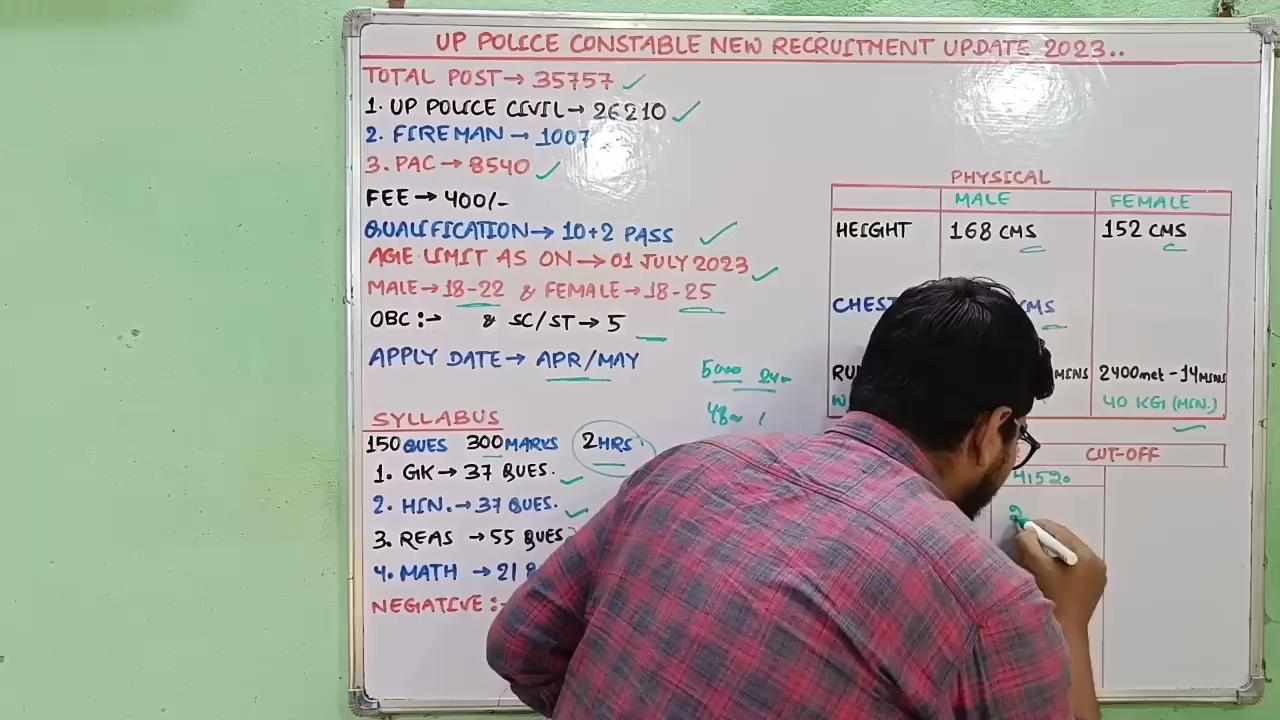 UP POLICE CONSTABLE NEW RECRUITMENT UPDATE 2023..
TOTAL POST→ 35757
1. UP POLICE CIVIL→ 26210
2. FIREMAN → 1007
3. PAC → 8540
FEE → 400/-
QUALIFICATION→ 10+2 PASS
AGE LIMIT AS ON →01 JULY 2023
MALE→18-22 & FEMALE→18-25
OBC:→ & SC/ST→ 5
APPLY DATE→ APR/MAY
SYLLABUS
150 QUES 300 MARKS 2 HRS
1. GK→ 37 QUES.
2. HIN.→37 QUES.
3. REAS →55 QUES
4. MATH →21
NEGATIVE:-
PHYSICAL
MALE FEMALE
HEIGHT 168 CMS 152 CMS
CHEST CMS
MINS 2400met-14MINS
40 KG (MIN.)
CUT-OFF
41520